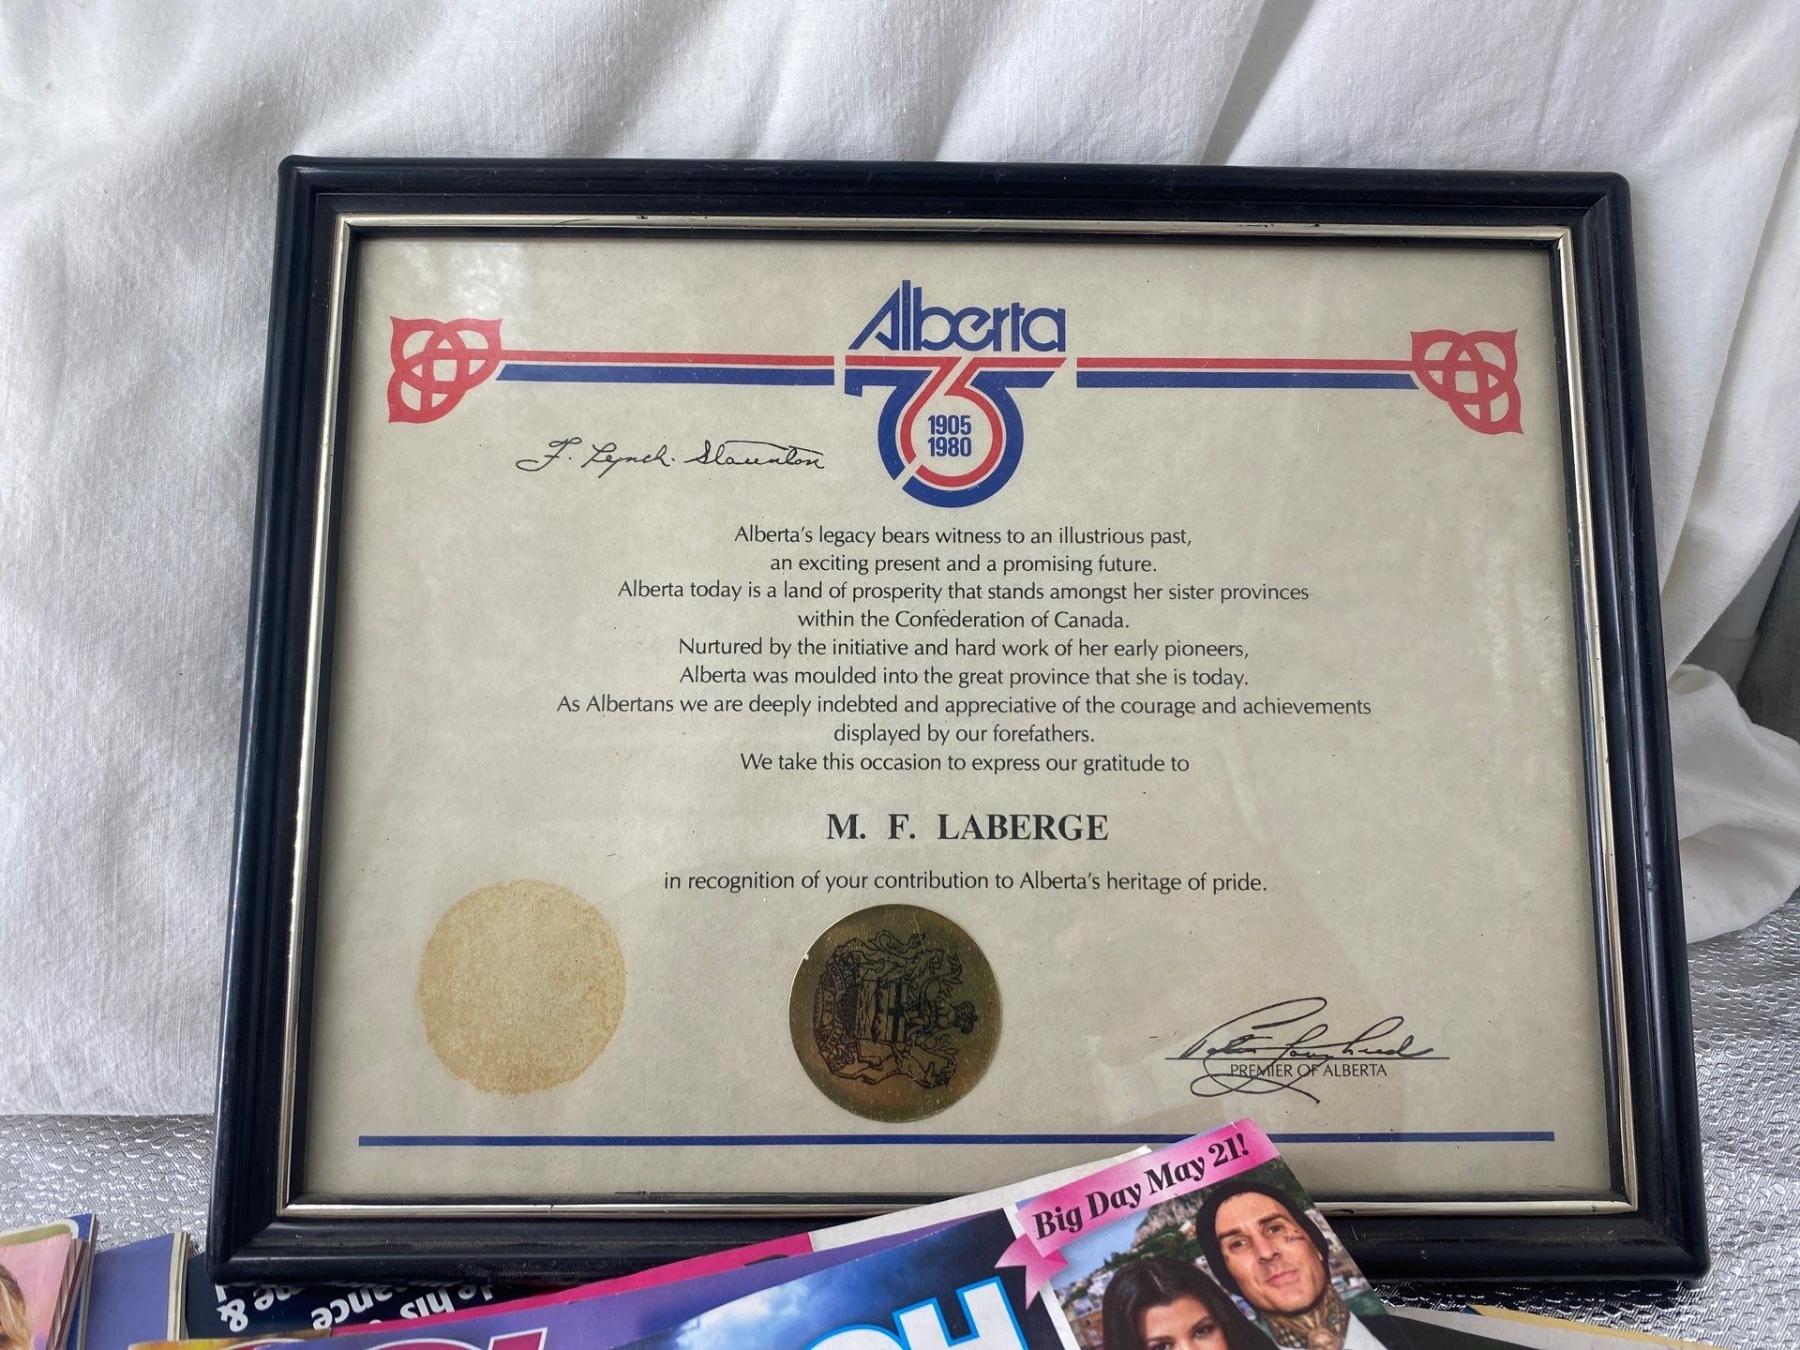 Alberta
75
1905
1980
F. Lynch-Staunton
Alberta's legacy bears witness to an illustrious past,
an exciting present and a promising future.
Alberta today is a land of prosperity that stands amongst her sister provinces
within the Confederation of Canada.
Nurtured by the initiative and hard work of her early pioneers,
Alberta was moulded into the great province that she is today.
As Albertans we are deeply indebted and appreciative of the courage and achievements
displayed by our forefathers.
We take this occasion to express our gratitude to
M. F. LABERGE
in recognition of your contribution to Alberta's heritage of pride.
Peter Lougheed
PREMIER OF ALBERTA
Big Day May 21!